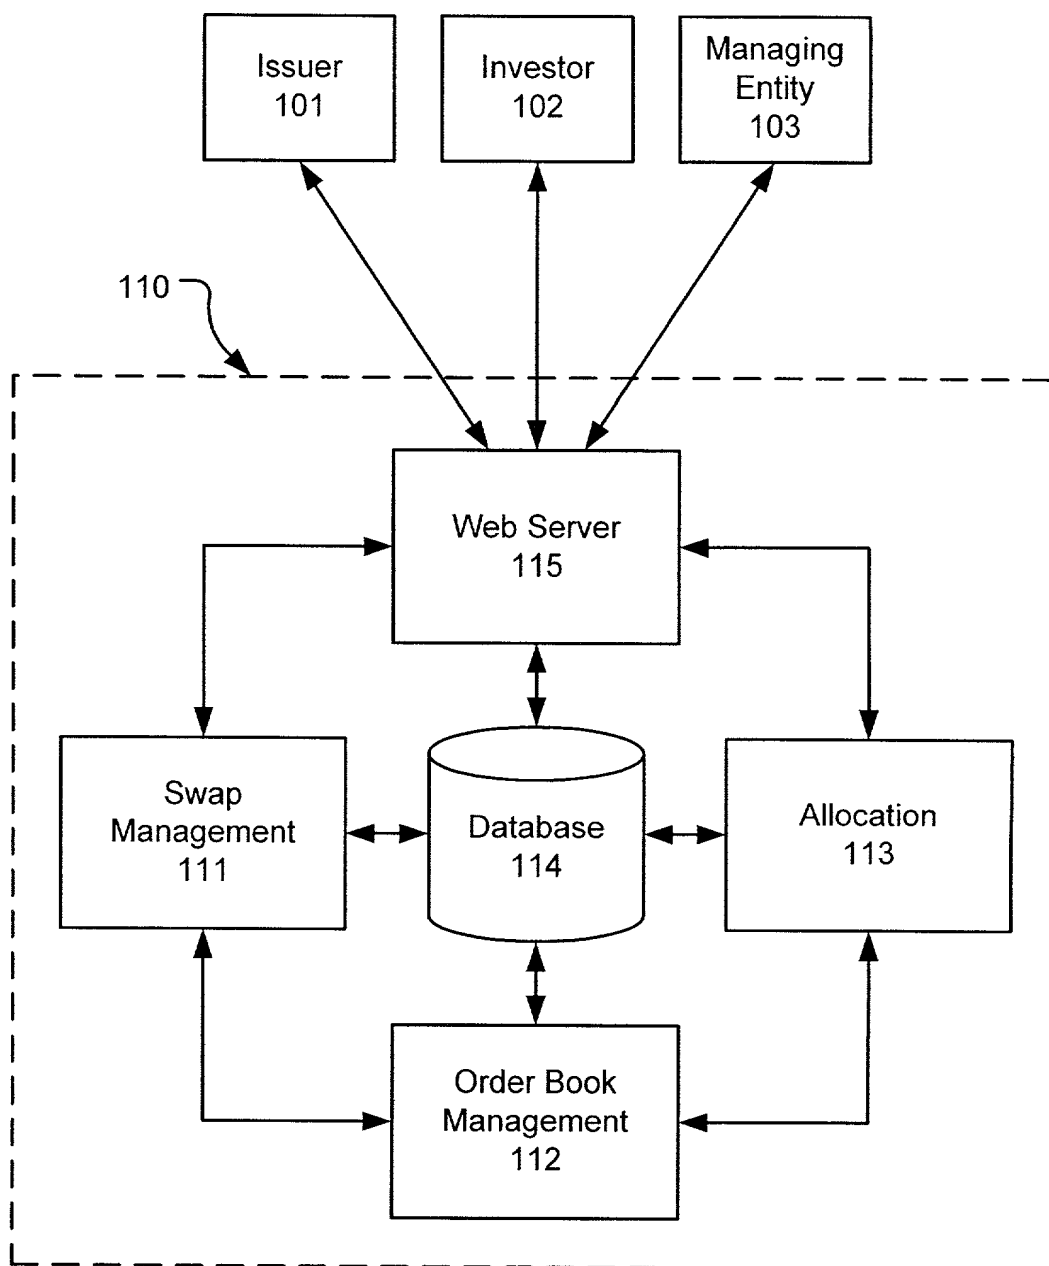 Issuer
101
Investor
102
Managing
Entity
103
110
Web Server
115
Swap
Management
111
Database
114
Allocation
113
Order Book
Management
112